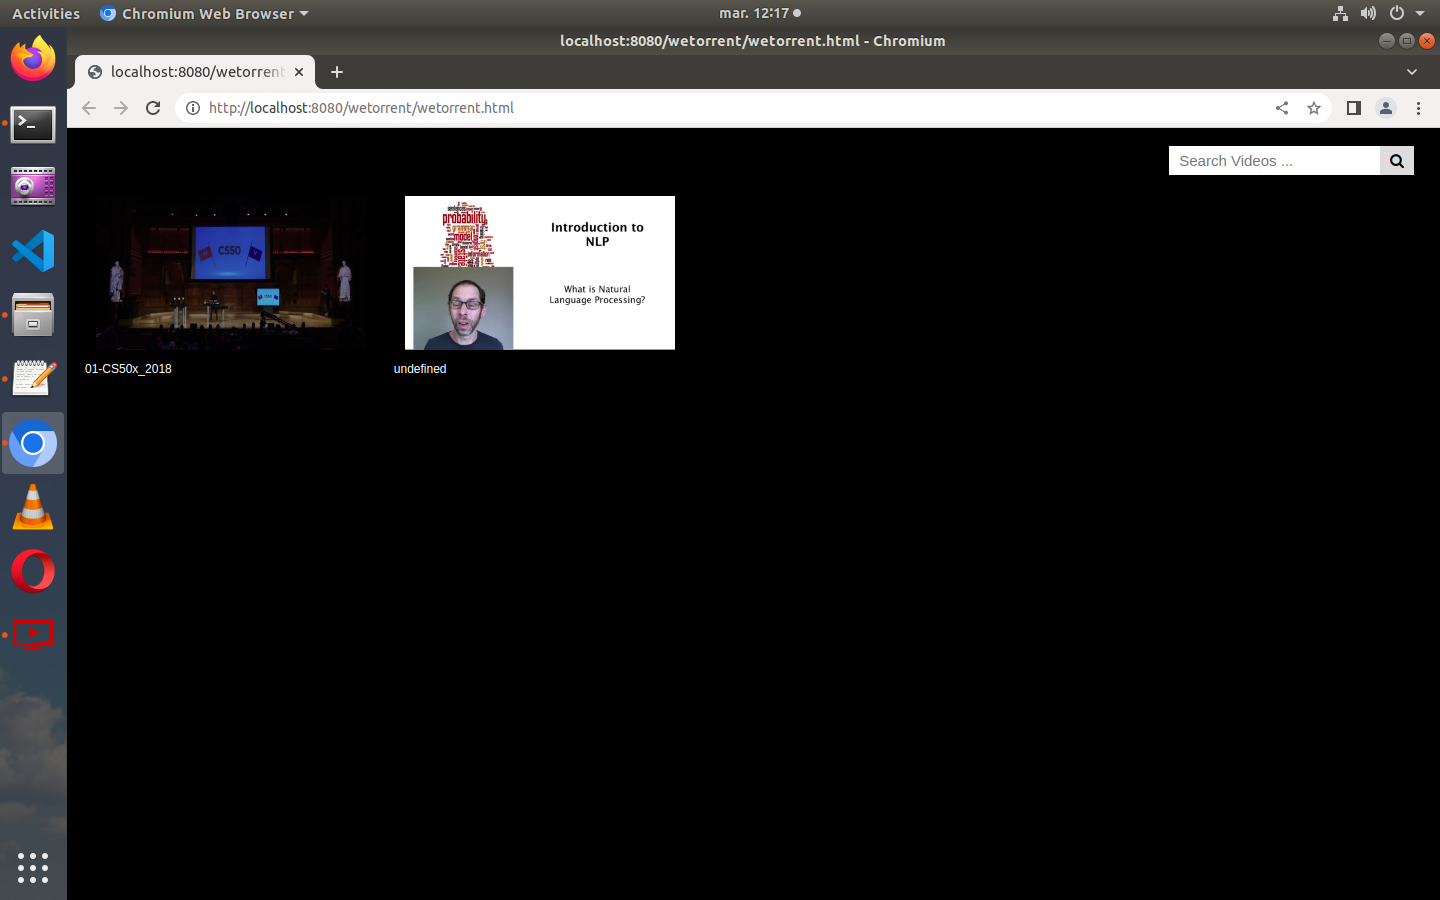 Activities
Chromium Web Browser
mar. 12:17
localhost:8080/wetorrent/wetorrent.html - Chromium
localhost:8080/wetorrent
http://localhost:8080/wetorrent/wetorrent.html
Search Videos ...
CS50
probability
model
Introduction to
NLP
What is Natural
Language Processing?
01-CS50x_2018
undefined